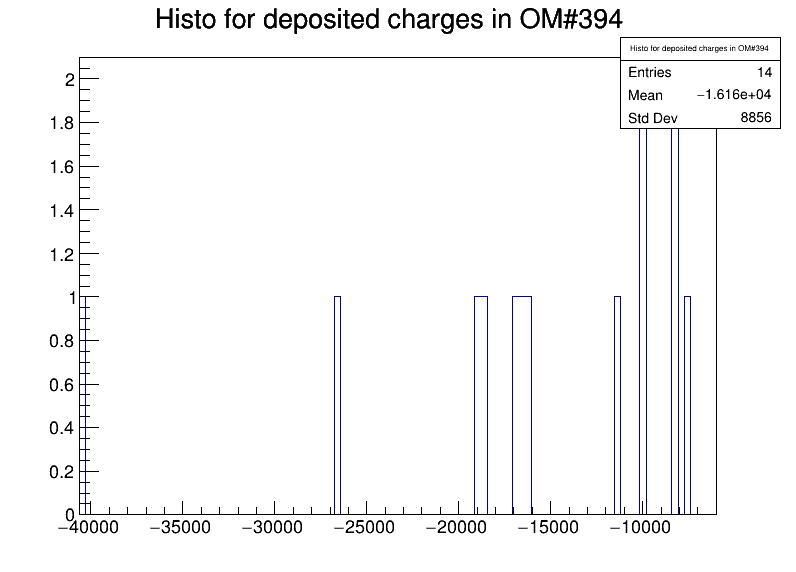 Histo for deposited charges in OM#394
Histo for deposited charges in OM#394
Entries 14
Mean −1.616e+04
Std Dev 8856
2
1.8
1.6
1.4
1.2
1
0.8
0.6
0.4
0.2
0
−40000 −35000 −30000 −25000 −20000 −15000 −10000